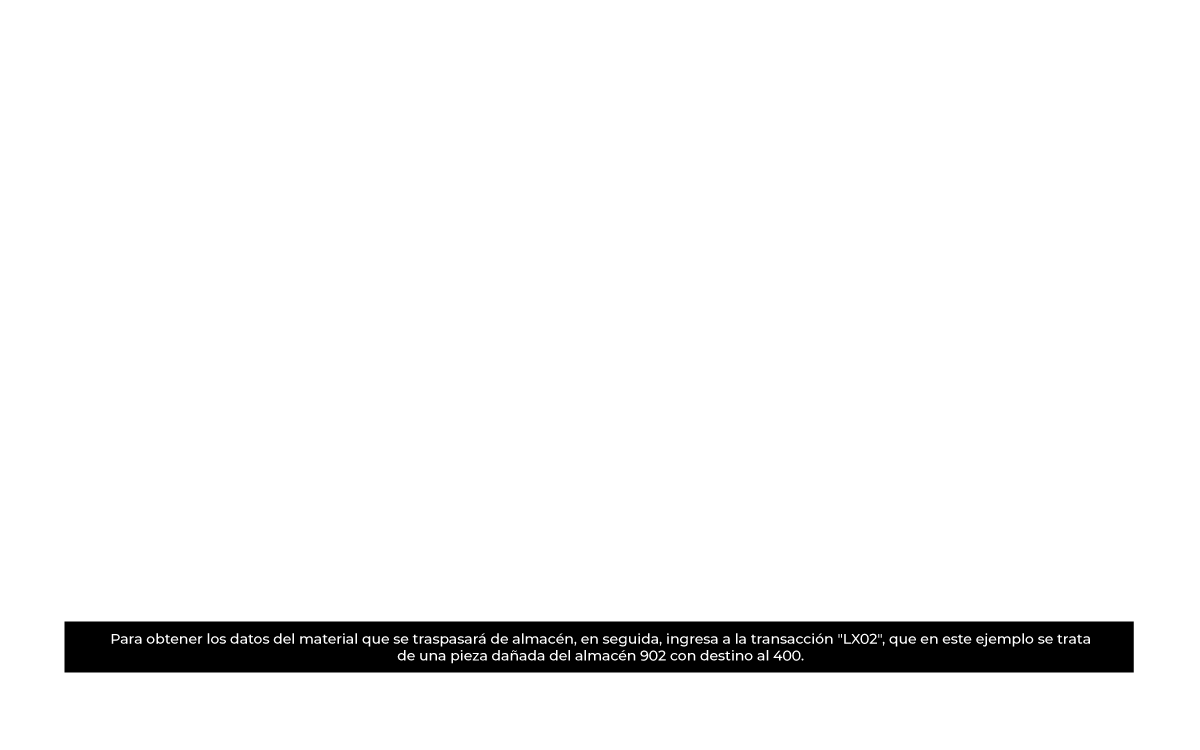 Para obtener los datos del material que se traspasará de almacén, en seguida, ingresa a la transacción "LX02", que en este ejemplo se trata
de una pieza dañada del almacén 902 con destino al 400.